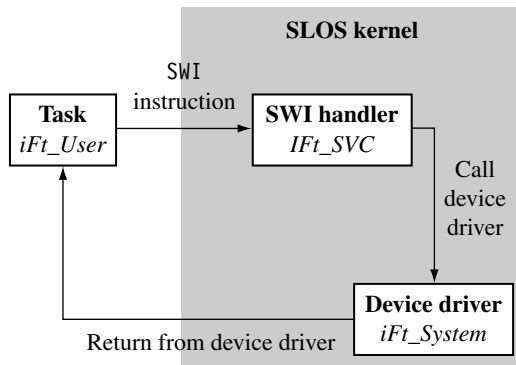 SLOS kernel
SWI
instruction
Task
iFt_User
SWI handler
IFt_SVC
Call
device
driver
Device driver
iFt_System
Return from device driver